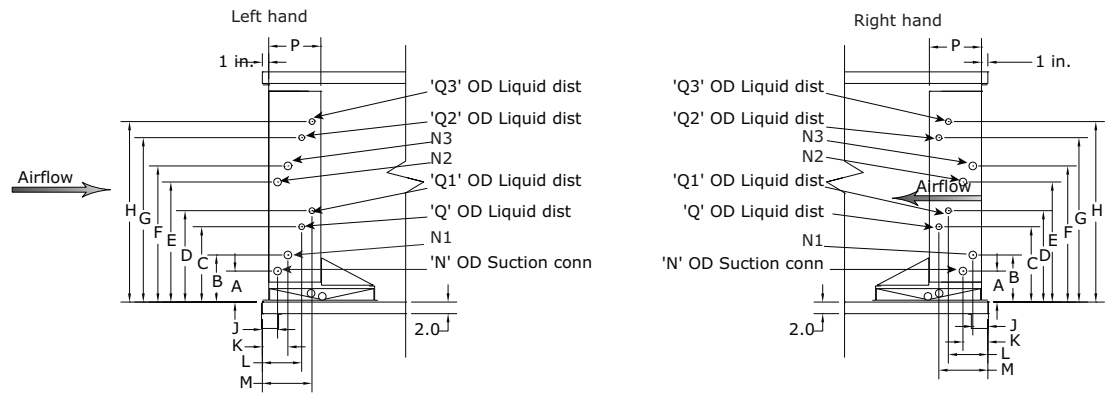 Left hand
P
1 in.
'Q3' OD Liquid dist
'Q2' OD Liquid dist
N3
N2
Airflow
'Q1' OD Liquid dist
H
G
F
E
D
'Q' OD Liquid dist
C
N1
B
A
'N' OD Suction conn
J
2.0
K
L
M
Right hand
P
1 in.
'Q3' OD Liquid dist
'Q2' OD Liquid dist
N3
N2
'Q1' OD Liquid dist
Airflow
H
G
F
E
D
'Q' OD Liquid dist
C
N1
B
A
'N' OD Suction conn
2.0
J
K
L
M